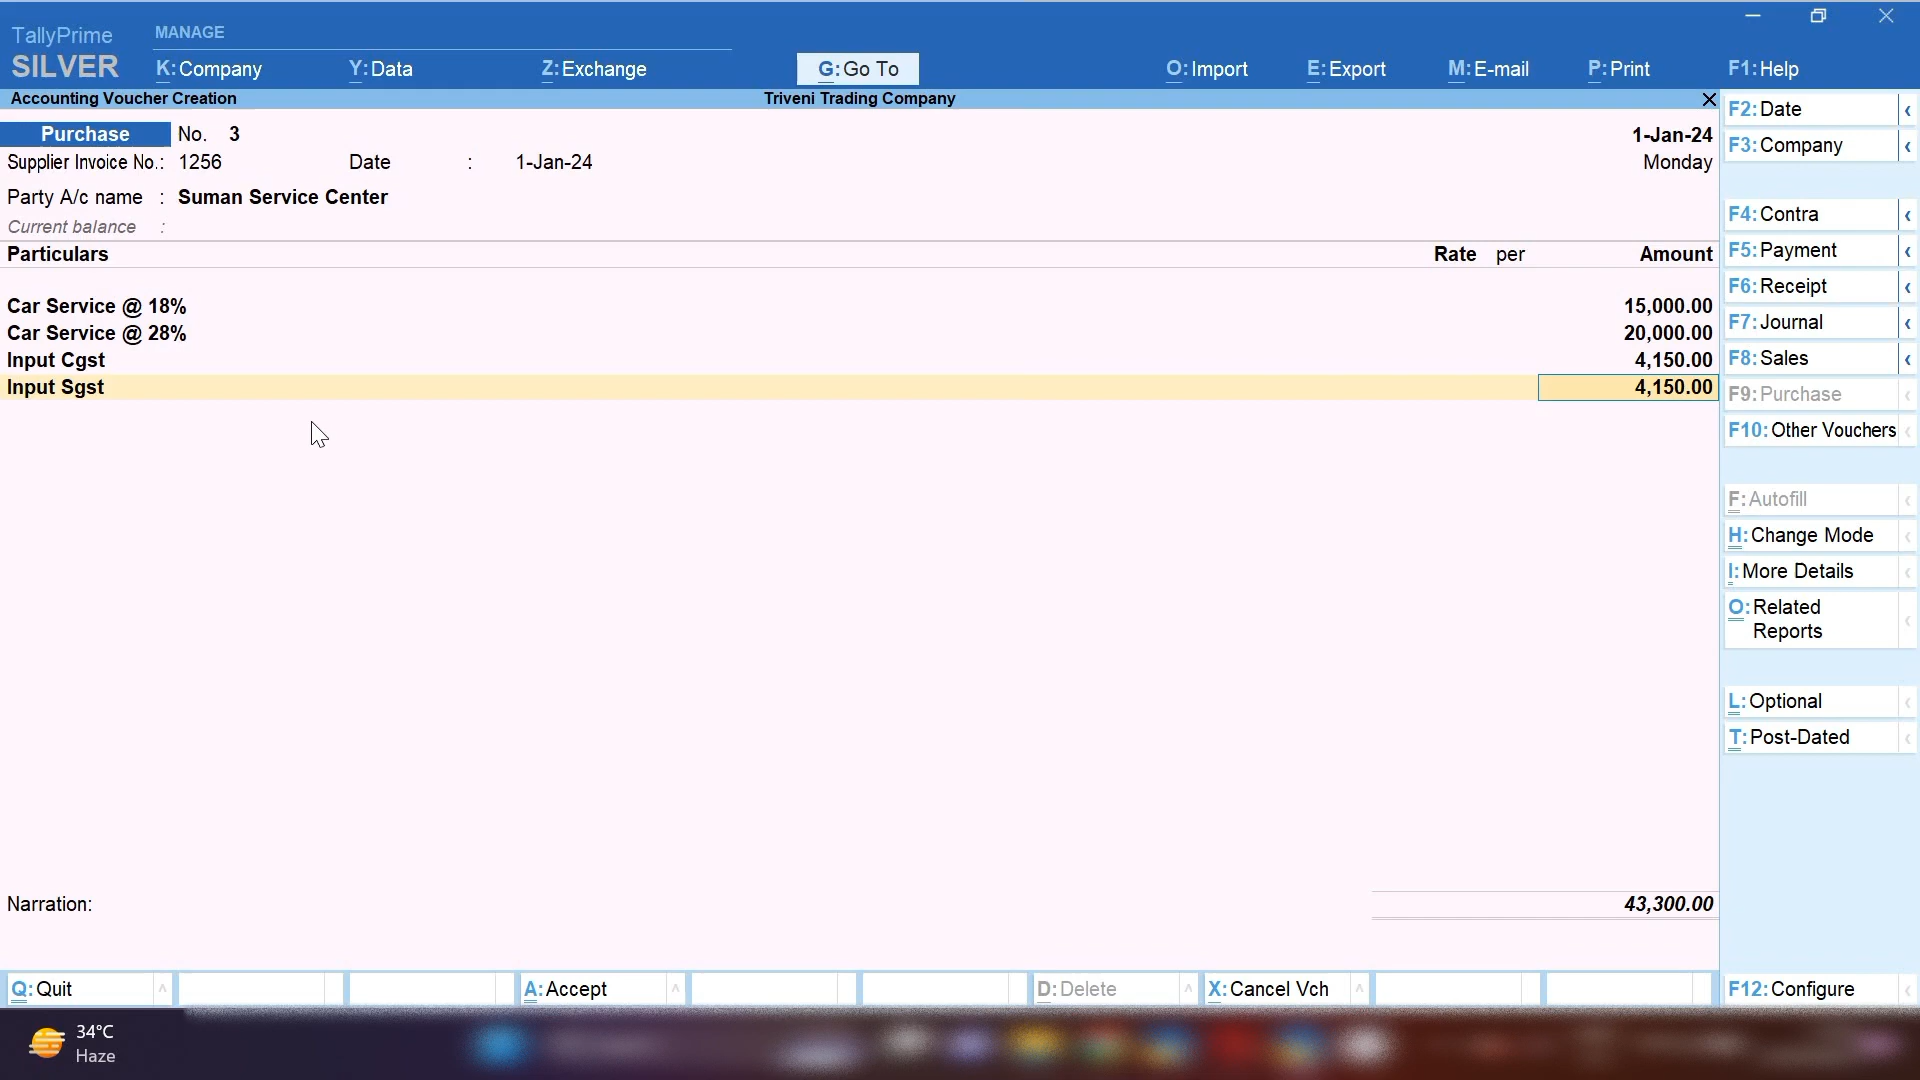 TallyPrime
SILVER
MANAGE
K:Company Y:Data Z:Exchange G:Go To O:Import E:Export M:E-mail P:Print F1:Help
Accounting Voucher Creation Triveni Trading Company
Purchase No. 3 1-Jan-24
Supplier Invoice No.: 1256 Date : 1-Jan-24 Monday
Party A/c name : Suman Service Center
Current balance :
Particulars Rate per Amount
Car Service @ 18% 15,000.00
Car Service @ 28% 20,000.00
Input Cgst 4,150.00
Input Sgst 4,150.00
Narration: 43,300.00
Q:Quit A:Accept D:Delete X:Cancel Vch
F2:Date
F3:Company
F4:Contra
F5:Payment
F6:Receipt
F7:Journal
F8:Sales
F9:Purchase
F10:Other Vouchers
F:Autofill
H:Change Mode
I:More Details
O:Related
Reports
L:Optional
T:Post-Dated
F12:Configure
34°C
Haze